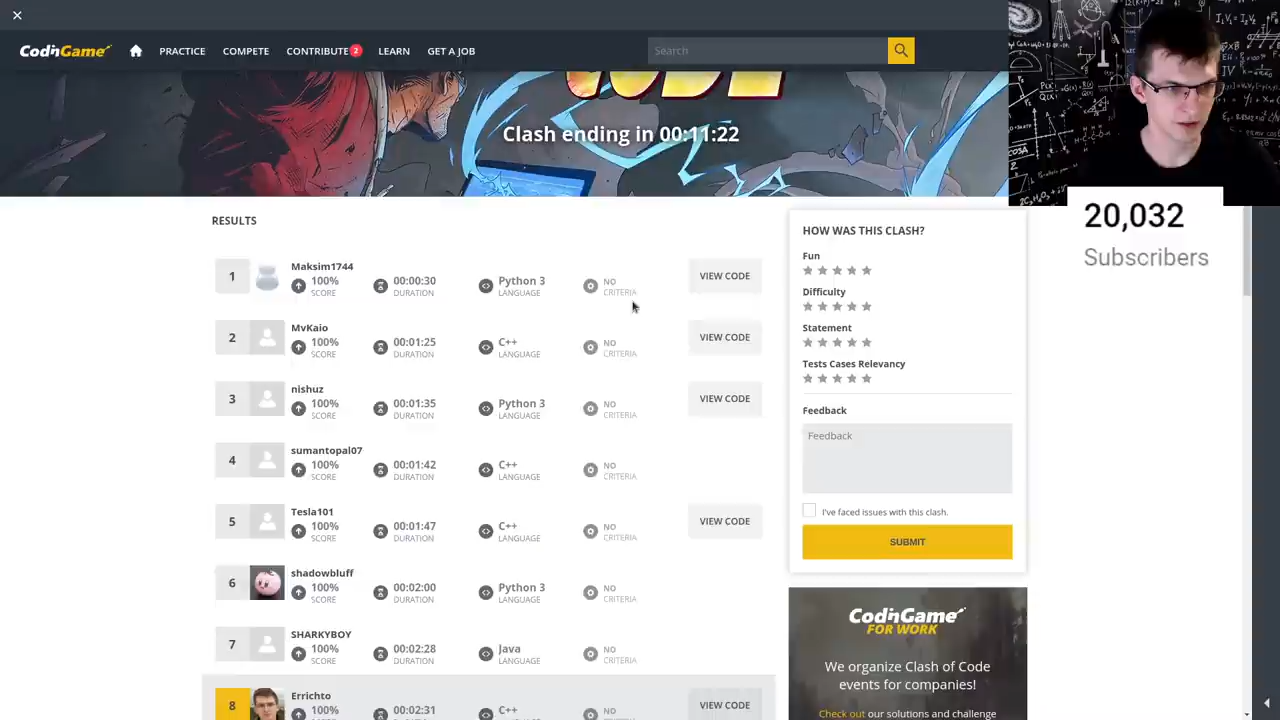 CodinGame
PRACTICE
COMPETE
CONTRIBUTE 2
LEARN
GET A JOB
Search
CODE
Clash ending in 00:11:22
20,032
Subscribers
RESULTS
1
Maksim1744
100%
SCORE
00:00:30
DURATION
Python 3
LANGUAGE
NO
CRITERIA
VIEW CODE
2
MvKaio
100%
SCORE
00:01:25
DURATION
C++
LANGUAGE
NO
CRITERIA
VIEW CODE
3
nishuz
100%
SCORE
00:01:35
DURATION
Python 3
LANGUAGE
NO
CRITERIA
VIEW CODE
4
sumantopal07
100%
SCORE
00:01:42
DURATION
C++
LANGUAGE
NO
CRITERIA
5
Tesla101
100%
SCORE
00:01:47
DURATION
C++
LANGUAGE
NO
CRITERIA
VIEW CODE
6
shadowbluff
100%
SCORE
00:02:00
DURATION
Python 3
LANGUAGE
NO
CRITERIA
7
SHARKYBOY
100%
SCORE
00:02:28
DURATION
Java
LANGUAGE
NO
CRITERIA
8
Errichto
100%
00:02:31
C++
NO
VIEW CODE
HOW WAS THIS CLASH?
Fun
Difficulty
Statement
Tests Cases Relevancy
Feedback
Feedback
I've faced issues with this clash.
SUBMIT
CodinGame
FOR WORK
We organize Clash of Code
events for companies!
Check out our solutions and challenge